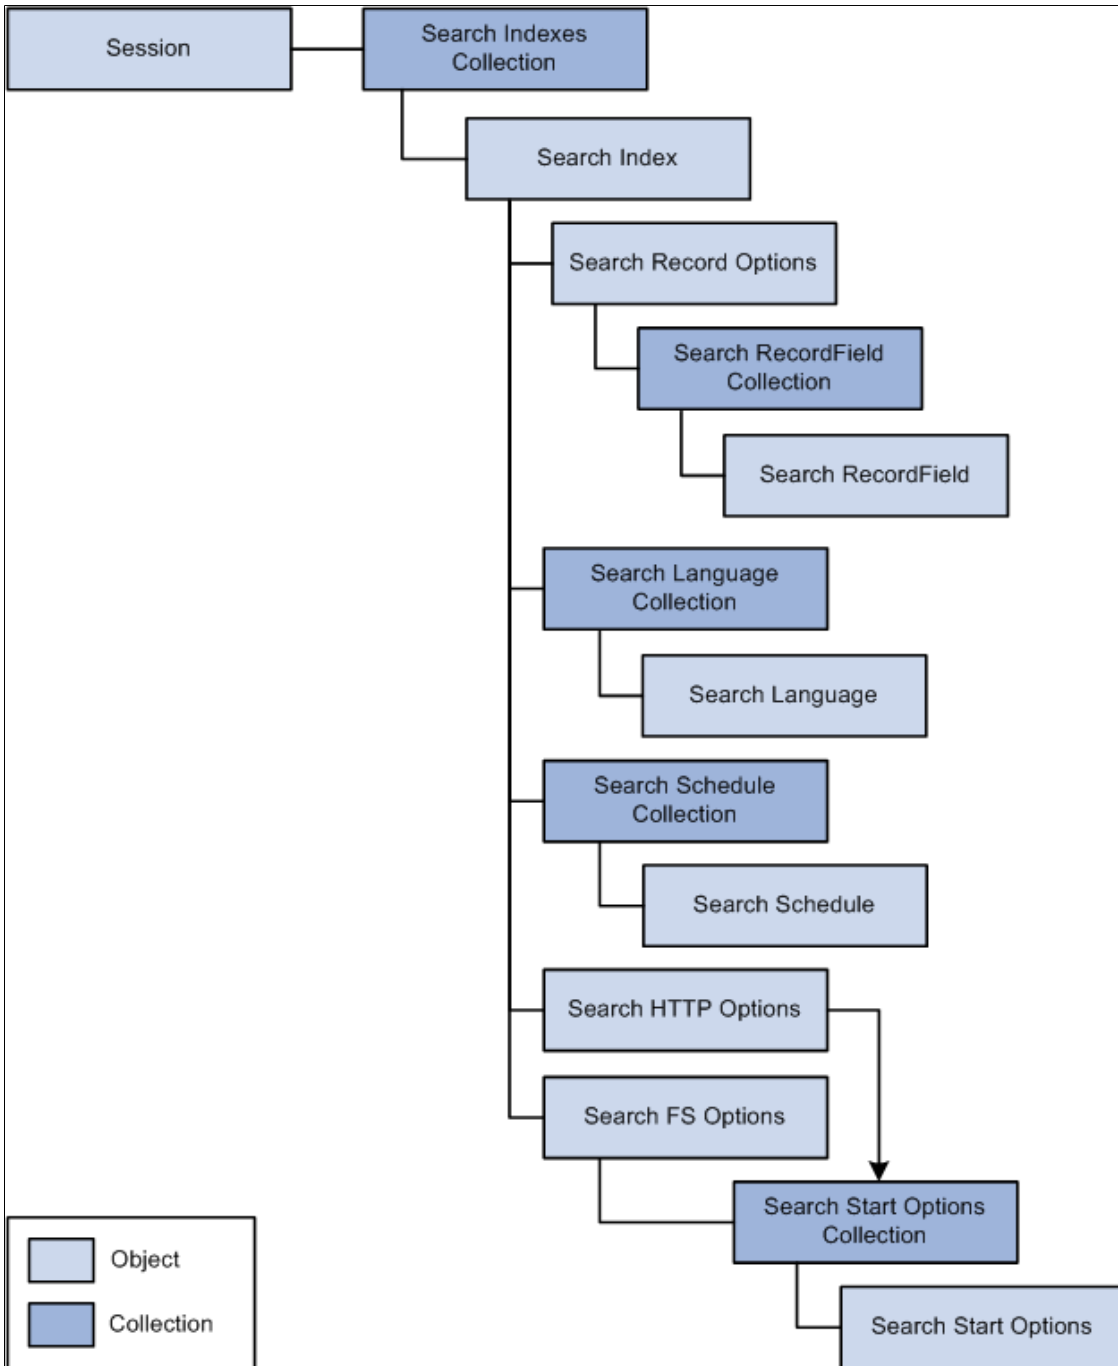 Session
Search Indexes
Collection
Search Index
Search Record Options
Search RecordField
Collection
Search RecordField
Search Language
Collection
Search Language
Search Schedule
Collection
Search Schedule
Search HTTP Options
Search FS Options
Search Start Options
Collection
Search Start Options
Object
Collection